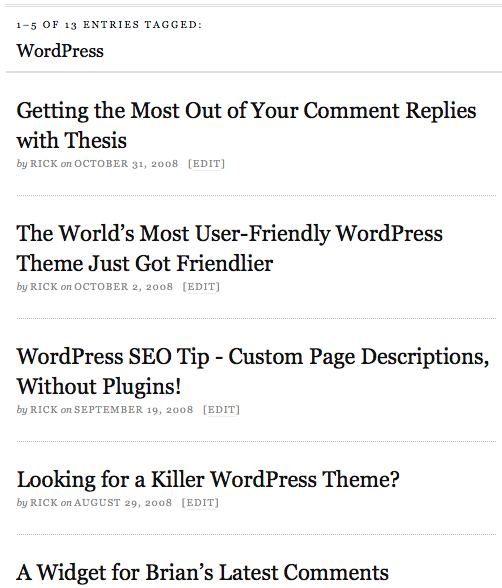 1–5 OF 13 ENTRIES TAGGED:
WordPress
Getting the Most Out of Your Comment Replies
with Thesis
by RICK on OCTOBER 31, 2008 [EDIT]
The World’s Most User-Friendly WordPress
Theme Just Got Friendlier
by RICK on OCTOBER 2, 2008 [EDIT]
WordPress SEO Tip - Custom Page Descriptions,
Without Plugins!
by RICK on SEPTEMBER 19, 2008 [EDIT]
Looking for a Killer WordPress Theme?
by RICK on AUGUST 29, 2008 [EDIT]
A Widget for Brian’s Latest Comments